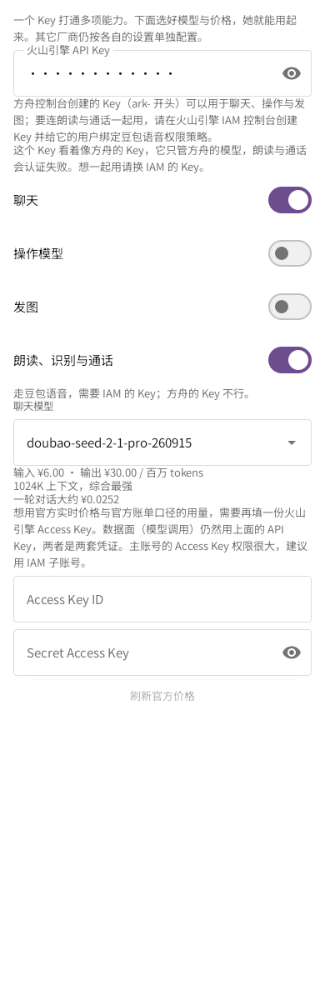 一个 Key 打通多项能力。下面选好模型与价格，她就能用起
来。其它厂商仍按各自的设置单独配置。
火山引擎 API Key
••••••••••••
方舟控制台创建的 Key（ark- 开头）可以用于聊天、操作与发
图；要连朗读与通话一起用，请在火山引擎 IAM 控制台创建
Key 并给它的用户绑定豆包语音权限策略。
这个 Key 看着像方舟的 Key，它只管方舟的模型，朗读与通话
会认证失败。想一起用请换 IAM 的 Key。
聊天
操作模型
发图
朗读、识别与通话
走豆包语音，需要 IAM 的 Key；方舟的 Key 不行。
聊天模型
doubao-seed-2-1-pro-260915
输入 ¥6.00 · 输出 ¥30.00 / 百万 tokens
1024K 上下文，综合最强
一轮对话大约 ¥0.0252
想用官方实时价格与官方账单口径的用量，需要再填一份火山
引擎 Access Key。数据面（模型调用）仍然用上面的 API
Key，两者是两套凭证。主账号的 Access Key 权限很大，建议
用 IAM 子账号。
Access Key ID
Secret Access Key
刷新官方价格